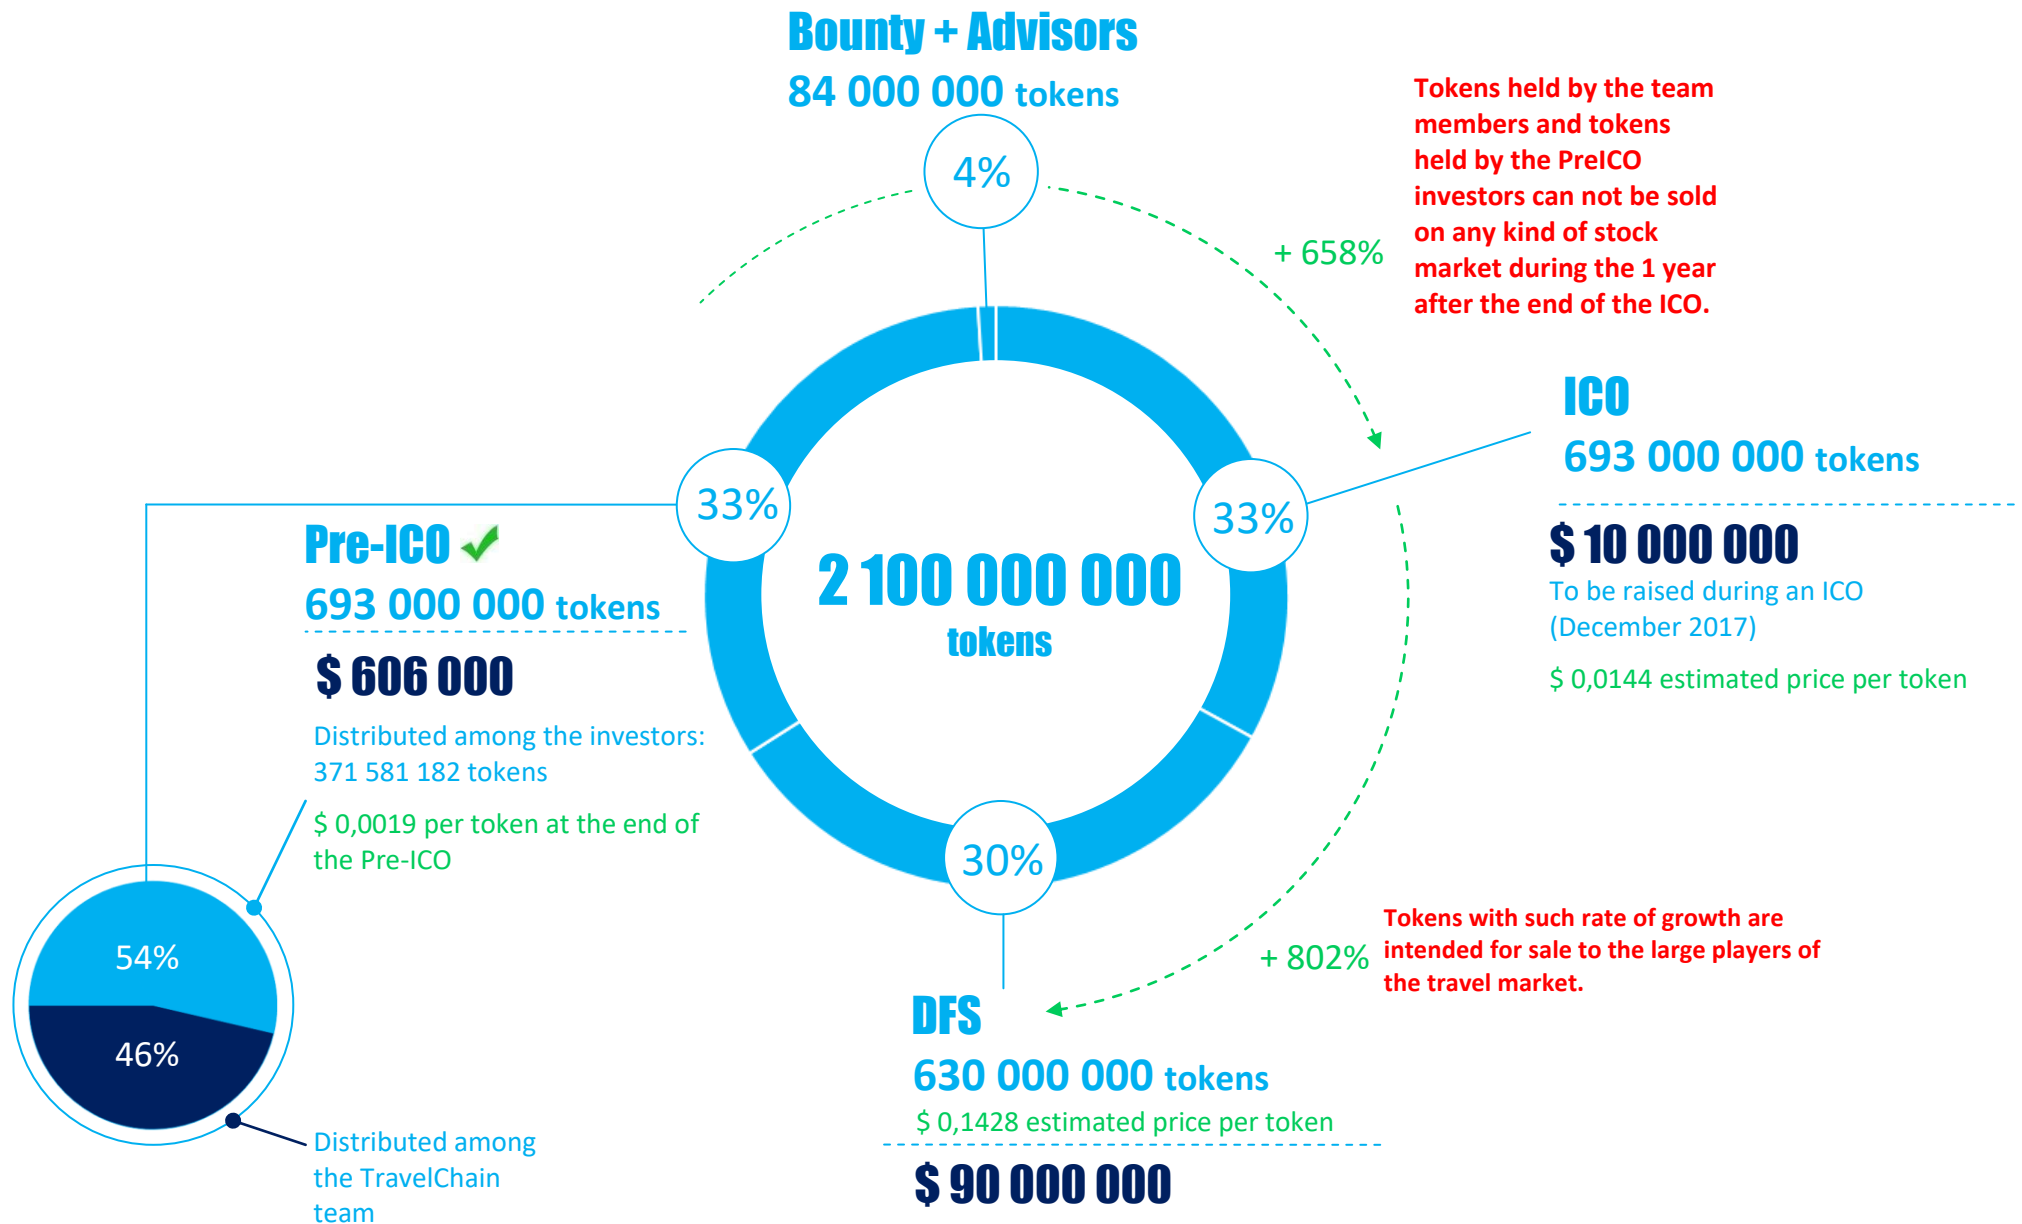 Bounty + Advisors
84 000 000 tokens
4%
Tokens held by the team
members and tokens
held by the PreICO
investors can not be sold
on any kind of stock
market during the 1 year
after the end of the ICO.
+ 658%
ICO
693 000 000 tokens
$ 10 000 000
To be raised during an ICO
(December 2017)
$ 0,0144 estimated price per token
33%
33%
2 100 000 000
tokens
Pre-ICO
693 000 000 tokens
$ 606 000
Distributed among the investors:
371 581 182 tokens
$ 0,0019 per token at the end of
the Pre-ICO
54%
46%
Distributed among
the TravelChain
team
30%
+ 802%
Tokens with such rate of growth are
intended for sale to the large players of
the travel market.
DFS
630 000 000 tokens
$ 0,1428 estimated price per token
$ 90 000 000